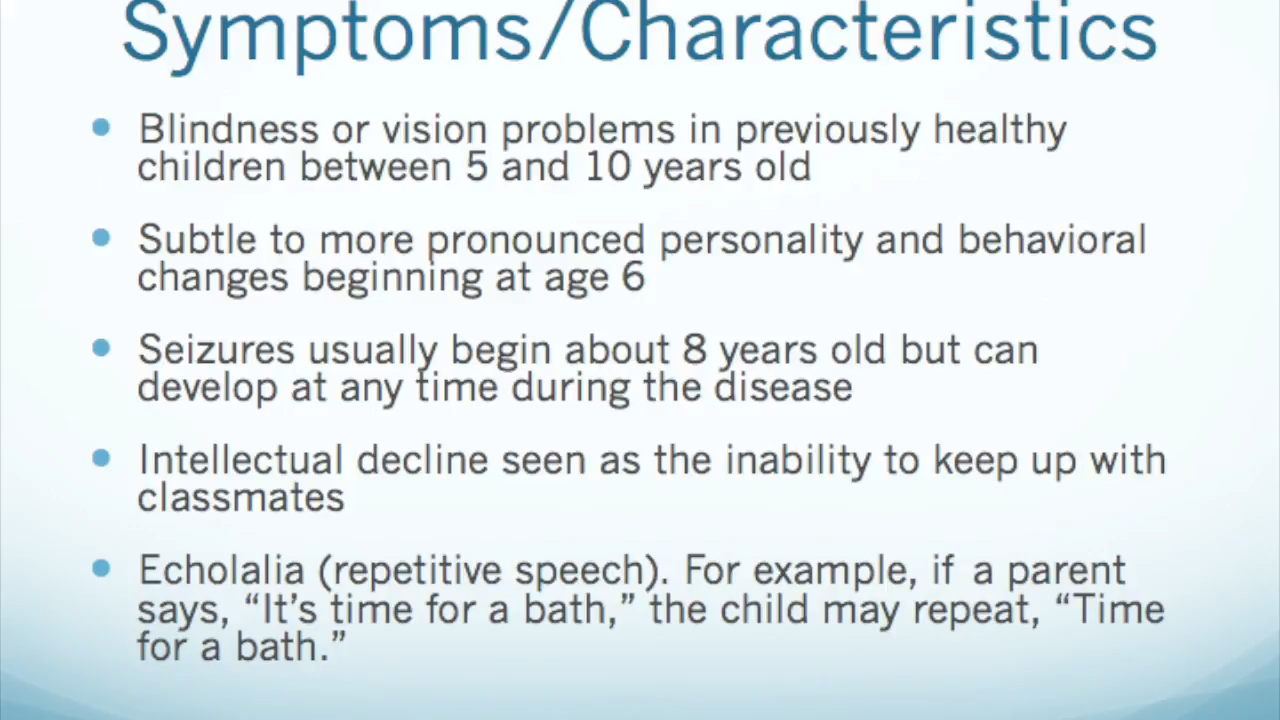 Symptoms/Characteristics
• Blindness or vision problems in previously healthy
children between 5 and 10 years old
• Subtle to more pronounced personality and behavioral
changes beginning at age 6
• Seizures usually begin about 8 years old but can
develop at any time during the disease
• Intellectual decline seen as the inability to keep up with
classmates
• Echolalia (repetitive speech). For example, if a parent
says, “It’s time for a bath,” the child may repeat, “Time
for a bath.”